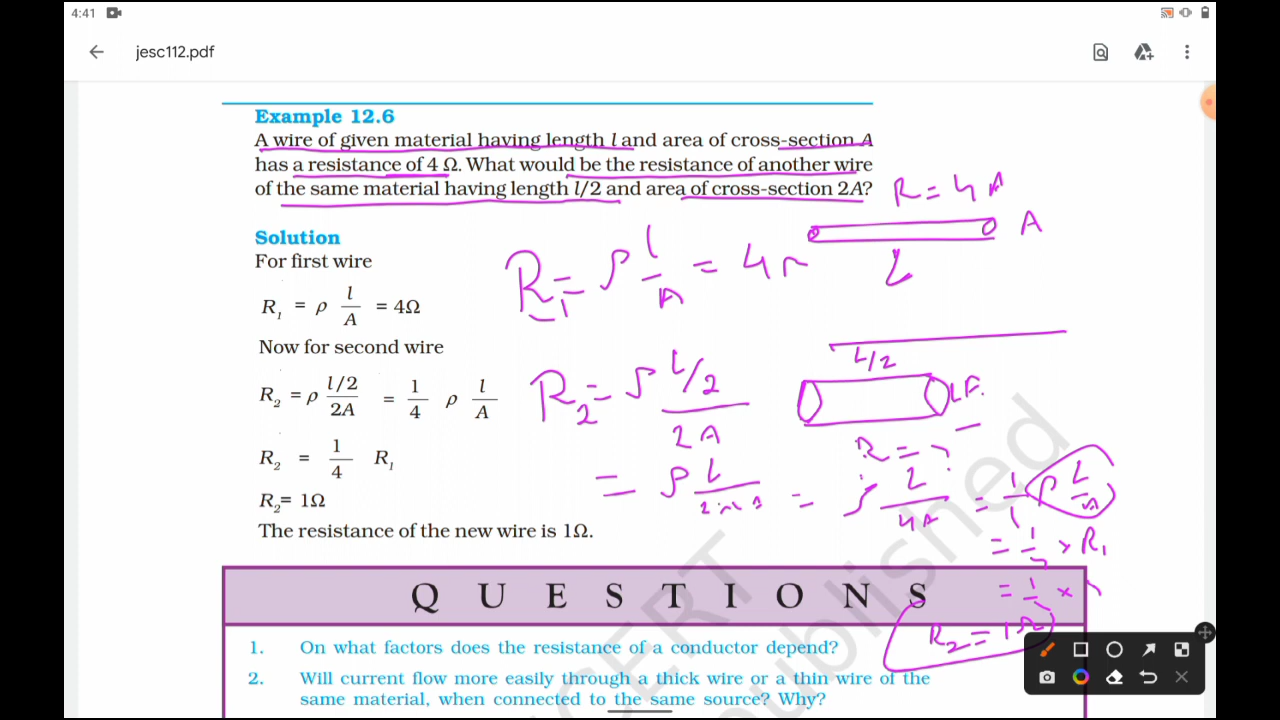 4:41
jesc112.pdf
Example 12.6
A wire of given material having length l and area of cross-section A
has a resistance of 4 Ω. What would be the resistance of another wire
of the same material having length l/2 and area of cross-section 2A?
R = 4
A
L
Solution
For first wire
R₁ = ρ l/A = 4Ω
R₁ = ρ l/A = 4
Now for second wire
R₂ = ρ l/2 / 2A = 1/4 ρ l/A
R₂ = ρ L/2 / 2A
L/2
R = ?
R₂ = 1/4 R₁
= ρ L
= ρ L/4A
= ρ L/A
R₂= 1Ω
The resistance of the new wire is 1Ω.
= 1/4 × R₁
= 1/4 ×
R₂ = 1Ω
QUESTIONS
1. On what factors does the resistance of a conductor depend?
2. Will current flow more easily through a thick wire or a thin wire of the
same material, when connected to the same source? Why?
published